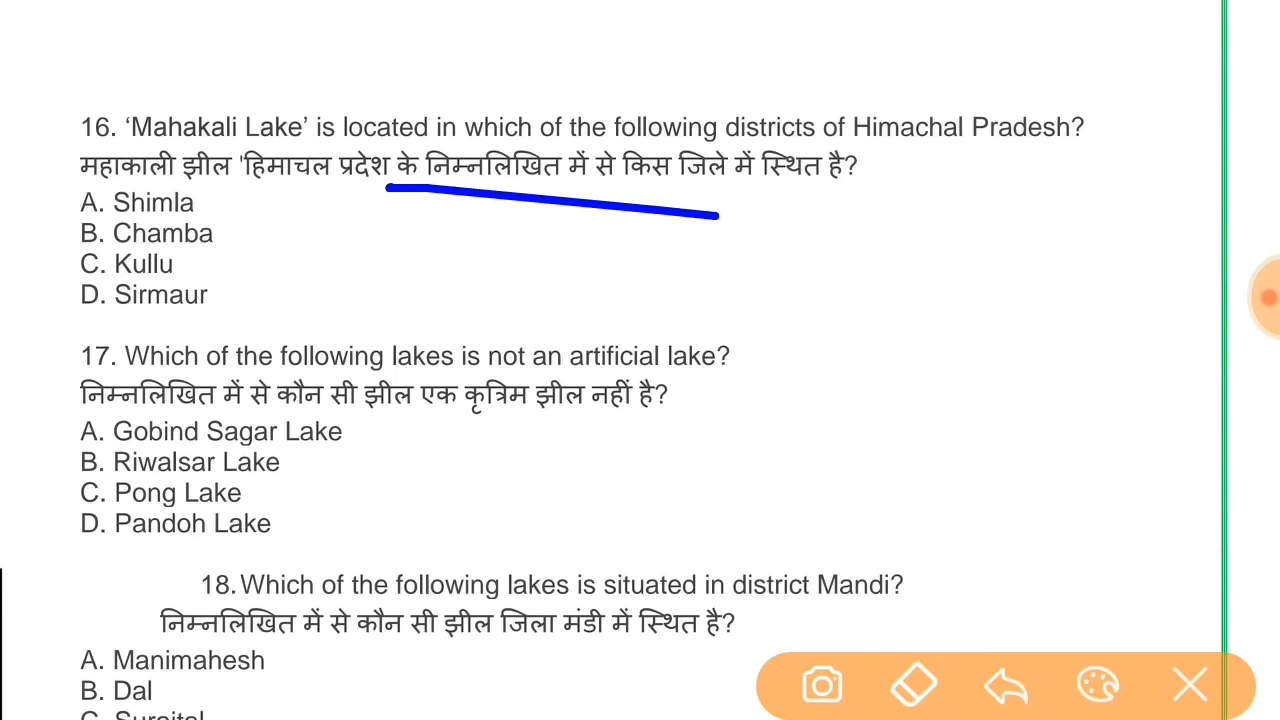 16. ‘Mahakali Lake’ is located in which of the following districts of Himachal Pradesh?
महाकाली झील 'हिमाचल प्रदेश के निम्नलिखित में से किस जिले में स्थित है?
A. Shimla
B. Chamba
C. Kullu
D. Sirmaur
17. Which of the following lakes is not an artificial lake?
निम्नलिखित में से कौन सी झील एक कृत्रिम झील नहीं है?
A. Gobind Sagar Lake
B. Riwalsar Lake
C. Pong Lake
D. Pandoh Lake
18. Which of the following lakes is situated in district Mandi?
निम्नलिखित में से कौन सी झील जिला मंडी में स्थित है?
A. Manimahesh
B. Dal